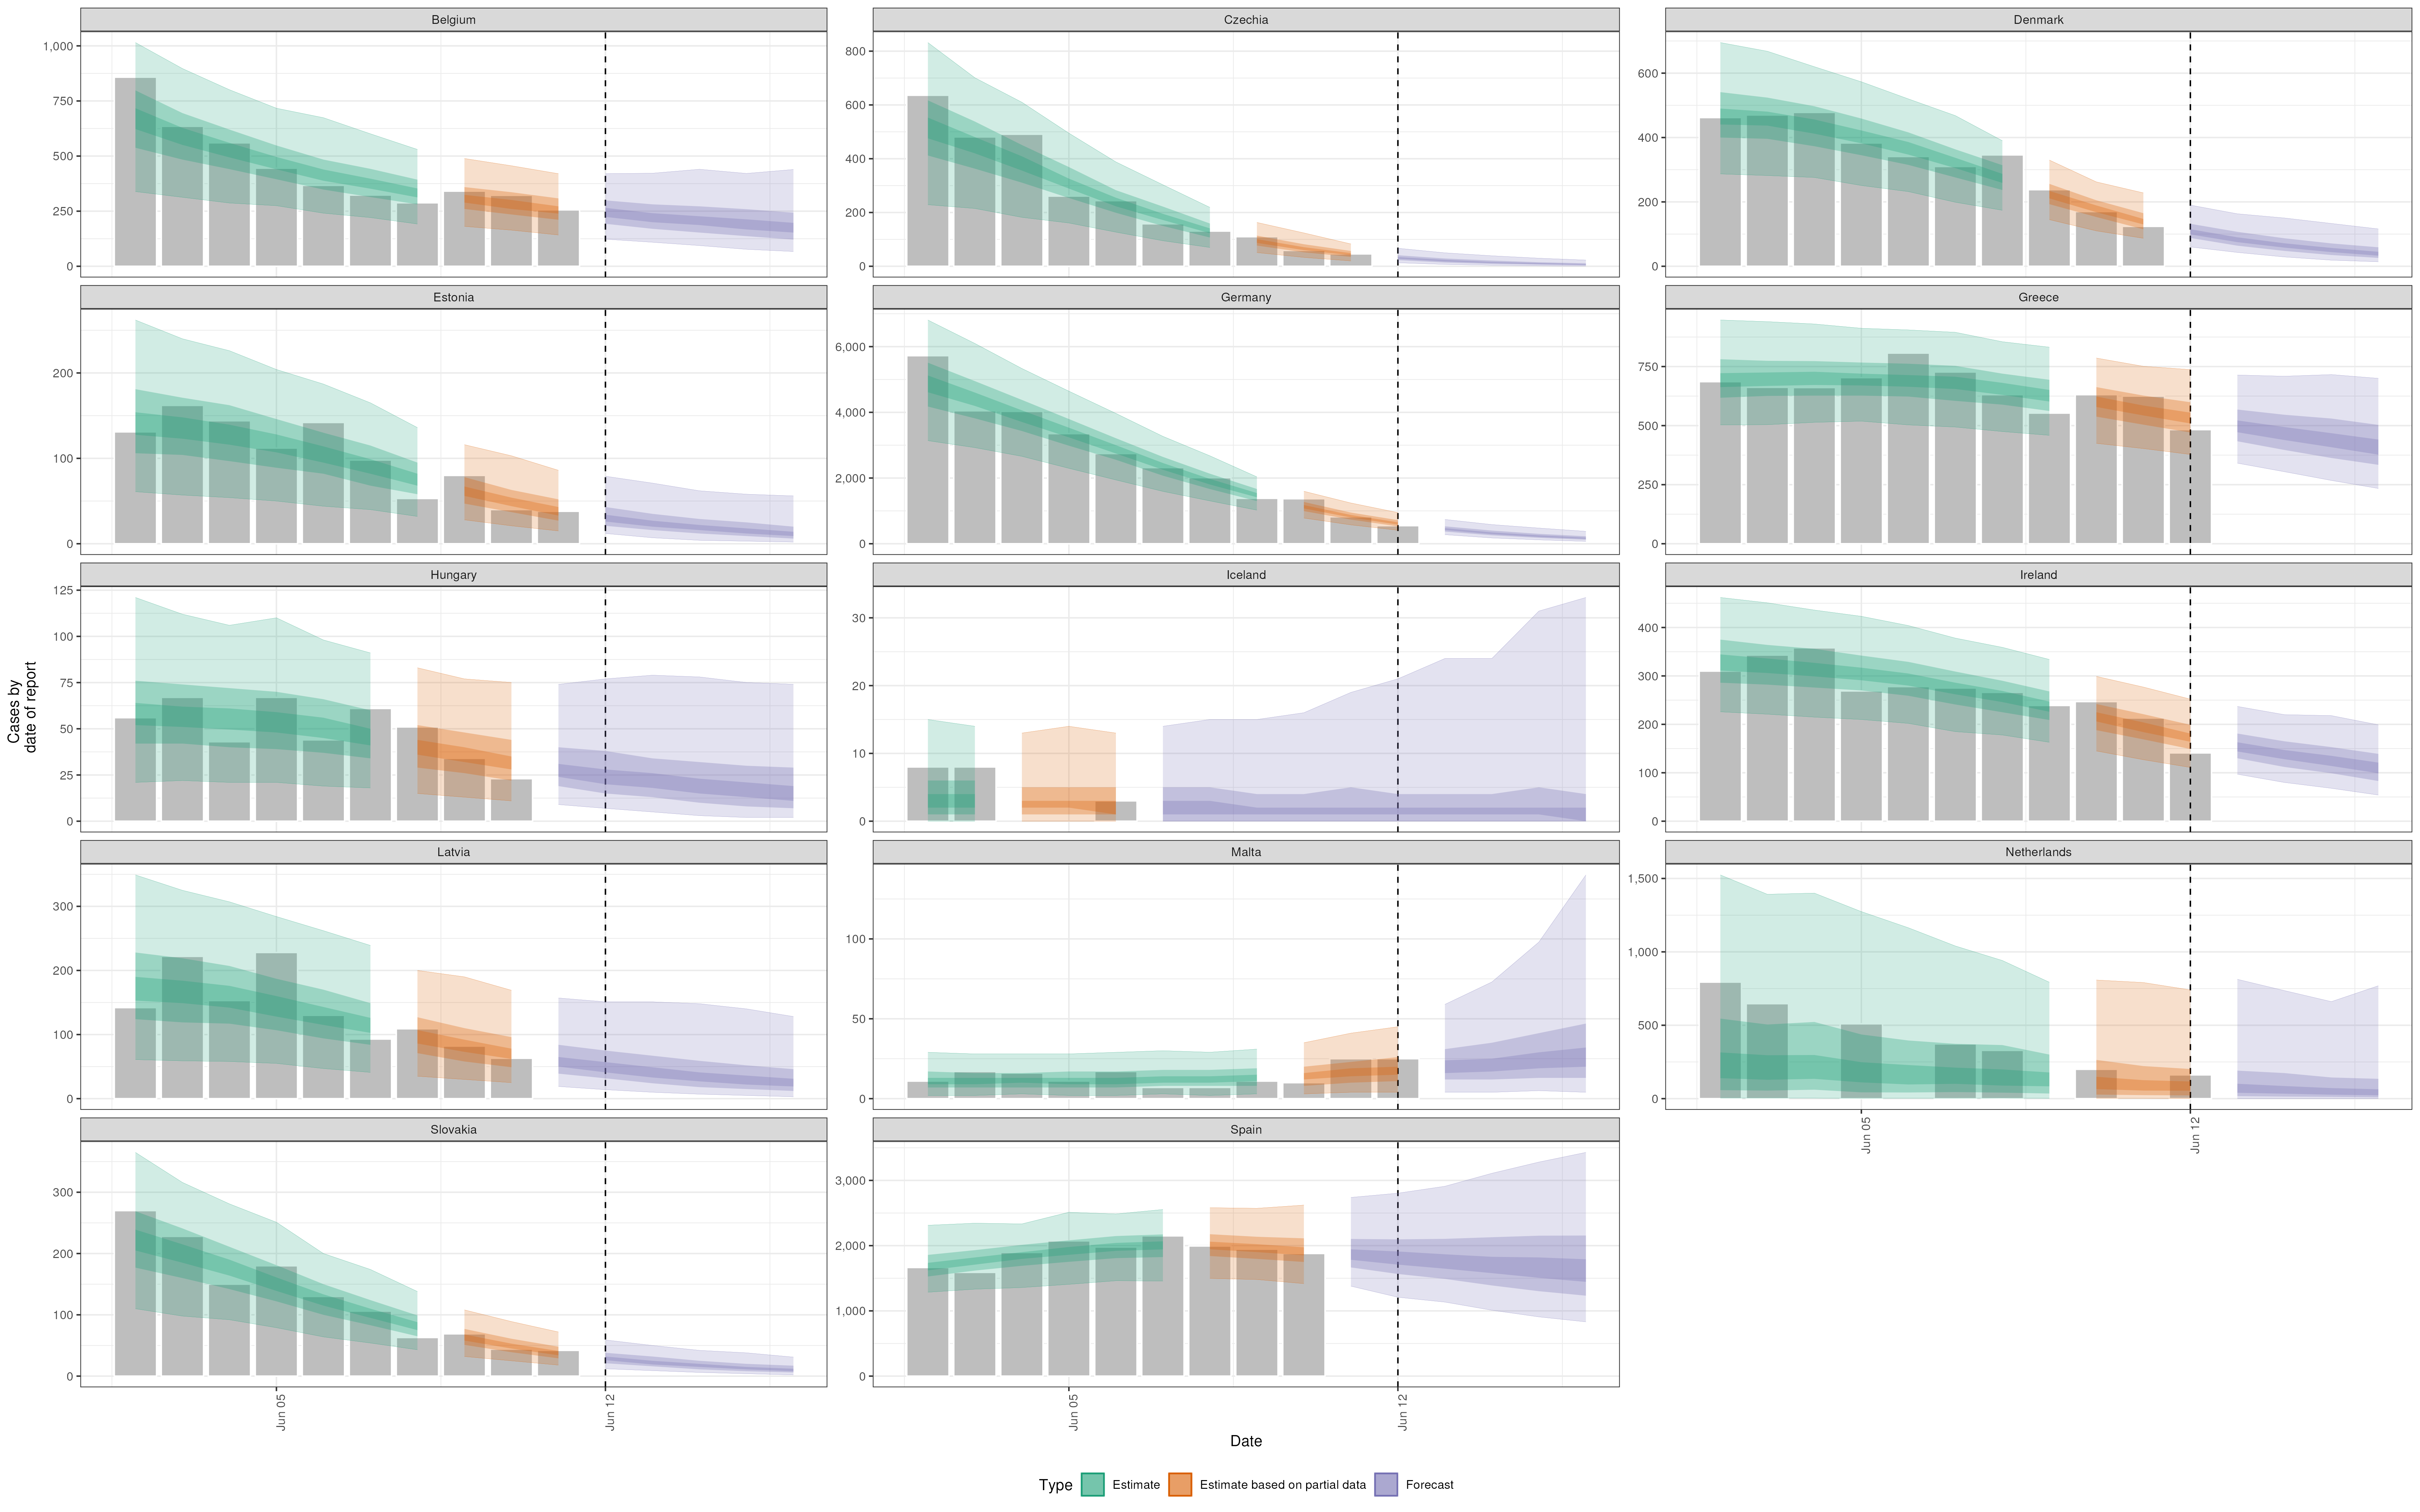 Belgium
Czechia
Denmark
1,000
750
500
250
0
800
600
400
200
0
600
400
200
0
Estonia
Germany
Greece
200
100
0
6,000
4,000
2,000
0
750
500
250
0
Hungary
Iceland
Ireland
125
100
75
50
25
0
30
20
10
0
400
300
200
100
0
Cases by
date of report
Latvia
Malta
Netherlands
300
200
100
0
100
50
0
1,500
1,000
500
0
Jun 05
Jun 12
Slovakia
Spain
300
200
100
0
3,000
2,000
1,000
0
Jun 05
Jun 12
Jun 05
Jun 12
Date
Type Estimate Estimate based on partial data Forecast